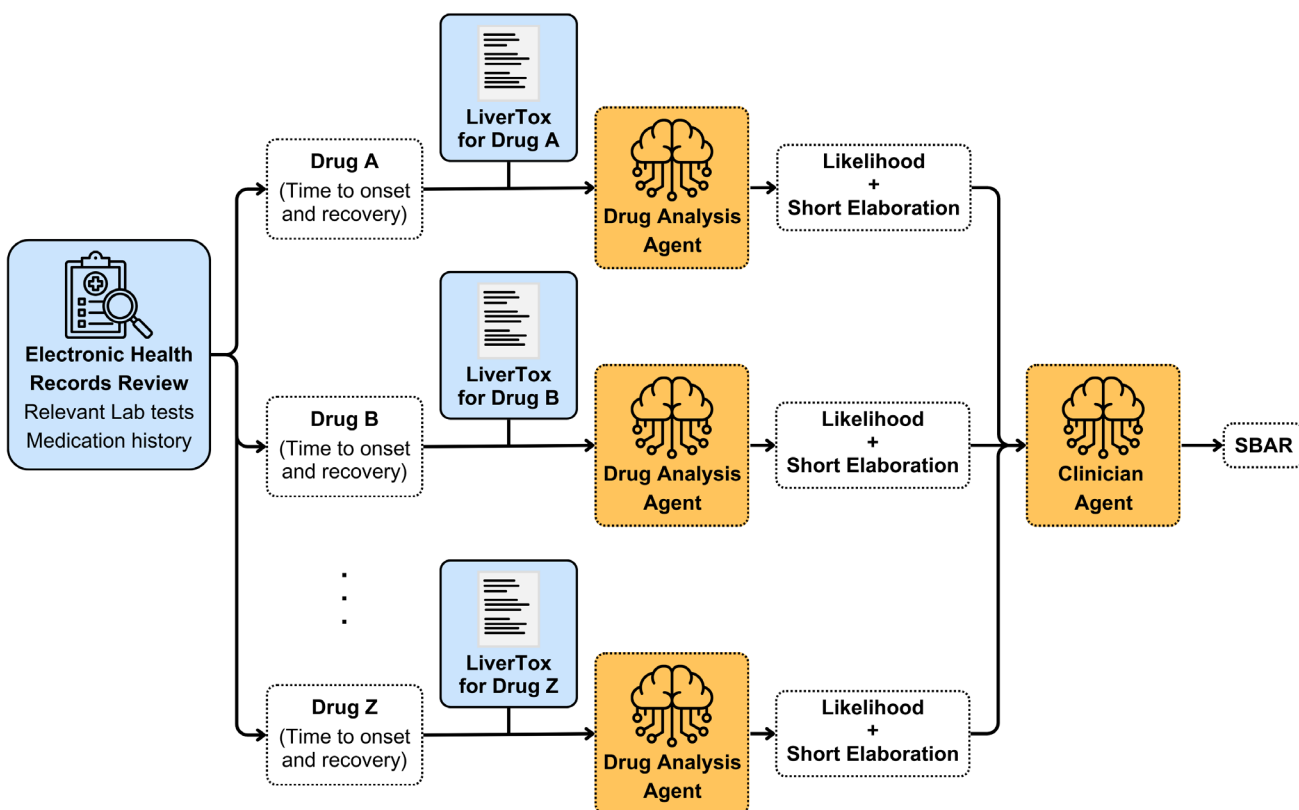 LiverTox
for Drug A
Drug A
(Time to onset
and recovery)
Drug Analysis
Agent
Likelihood
+
Short Elaboration
Electronic Health
Records Review
Relevant Lab tests
Medication history
LiverTox
for Drug B
Drug B
(Time to onset
and recovery)
Drug Analysis
Agent
Likelihood
+
Short Elaboration
Clinician
Agent
SBAR
LiverTox
for Drug Z
Drug Z
(Time to onset
and recovery)
Drug Analysis
Agent
Likelihood
+
Short Elaboration